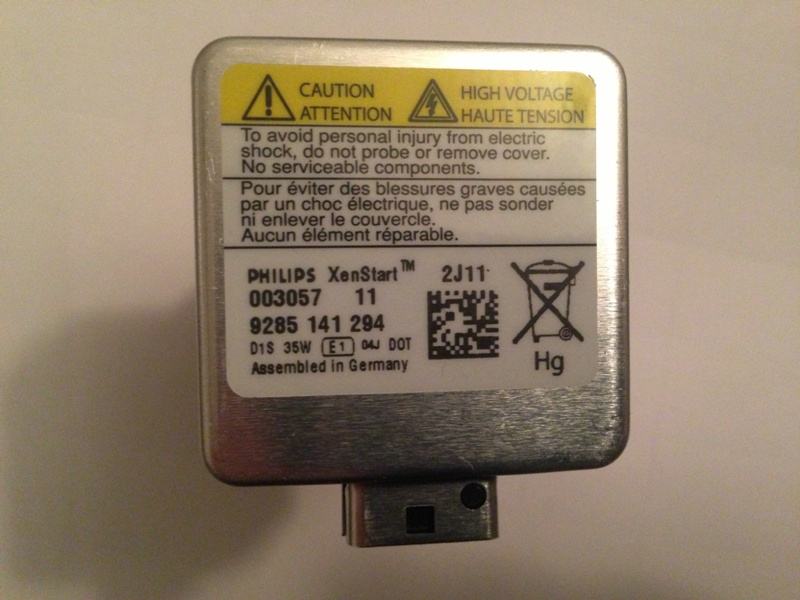 CAUTION
ATTENTION
HIGH VOLTAGE
HAUTE TENSION
To avoid personal injury from electric
shock, do not probe or remove cover.
No serviceable components.
Pour éviter des blessures graves causées
par un choc électrique, ne pas sonder
ni enlever le couvercle.
Aucun élément réparable.
PHILIPS XenStart™ 2J11
003057 11
9285 141 294
D1S 35W E1 04J DOT
Assembled in Germany
Hg